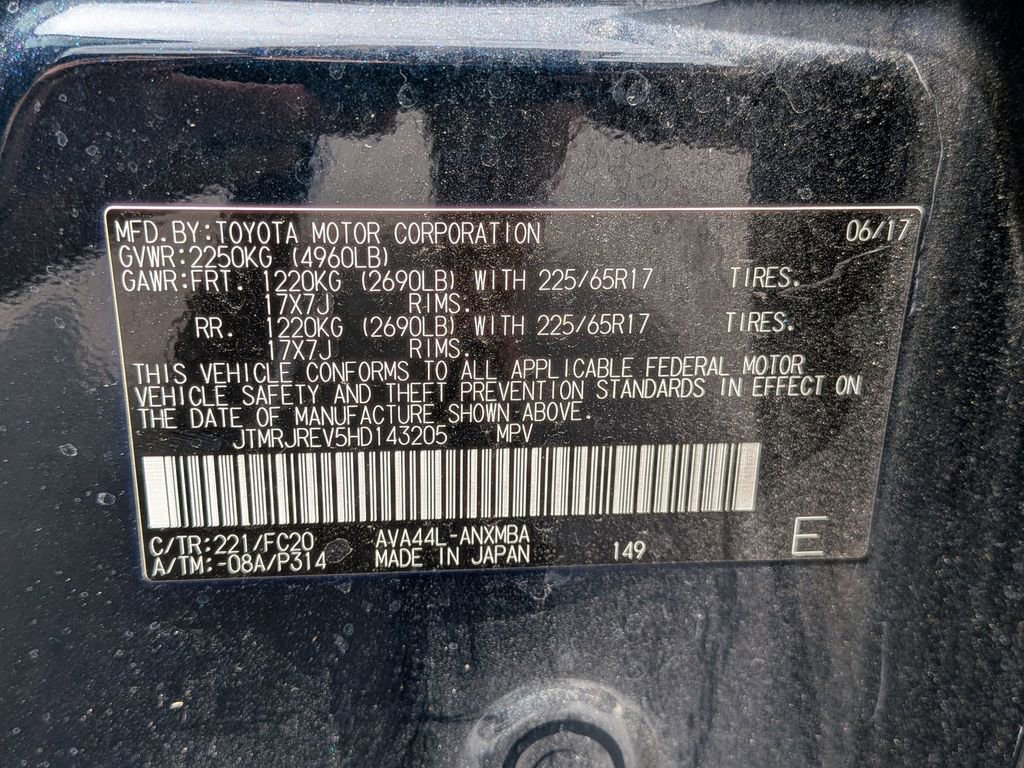 MFD.BY:TOYOTA MOTOR CORPORATION 06/17
GVWR:2250KG (4960LB)
GAWR:FRT. 1220KG (2690LB) WITH 225/65R17 TIRES.
17X7J RIMS.
RR. 1220KG (2690LB) WITH 225/65R17 TIRES.
17X7J RIMS.
THIS VEHICLE CONFORMS TO ALL APPLICABLE FEDERAL MOTOR
VEHICLE SAFETY AND THEFT PREVENTION STANDARDS IN EFFECT ON
THE DATE OF MANUFACTURE SHOWN ABOVE.
JTMRJREV5HD143205 MPV
C/TR:221/FC20 AVA44L-ANXMBA
A/TM:-08A/P314 MADE IN JAPAN 149 E